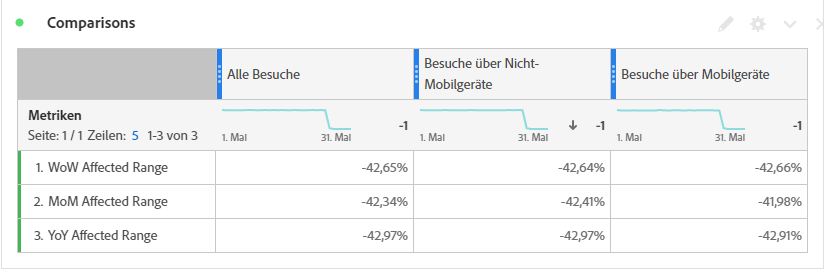 Comparisons
Alle Besuche
Besuche über Nicht-
Mobilgeräte
Besuche über Mobilgeräte
Metriken
Seite: 1 / 1 Zeilen: 5 1-3 von 3
1. Mai 31. Mai -1
1. Mai 31. Mai ↓ -1
1. Mai 31. Mai -1
1. WoW Affected Range -42,65% -42,64% -42,66%
2. MoM Affected Range -42,34% -42,41% -41,98%
3. YoY Affected Range -42,97% -42,97% -42,91%